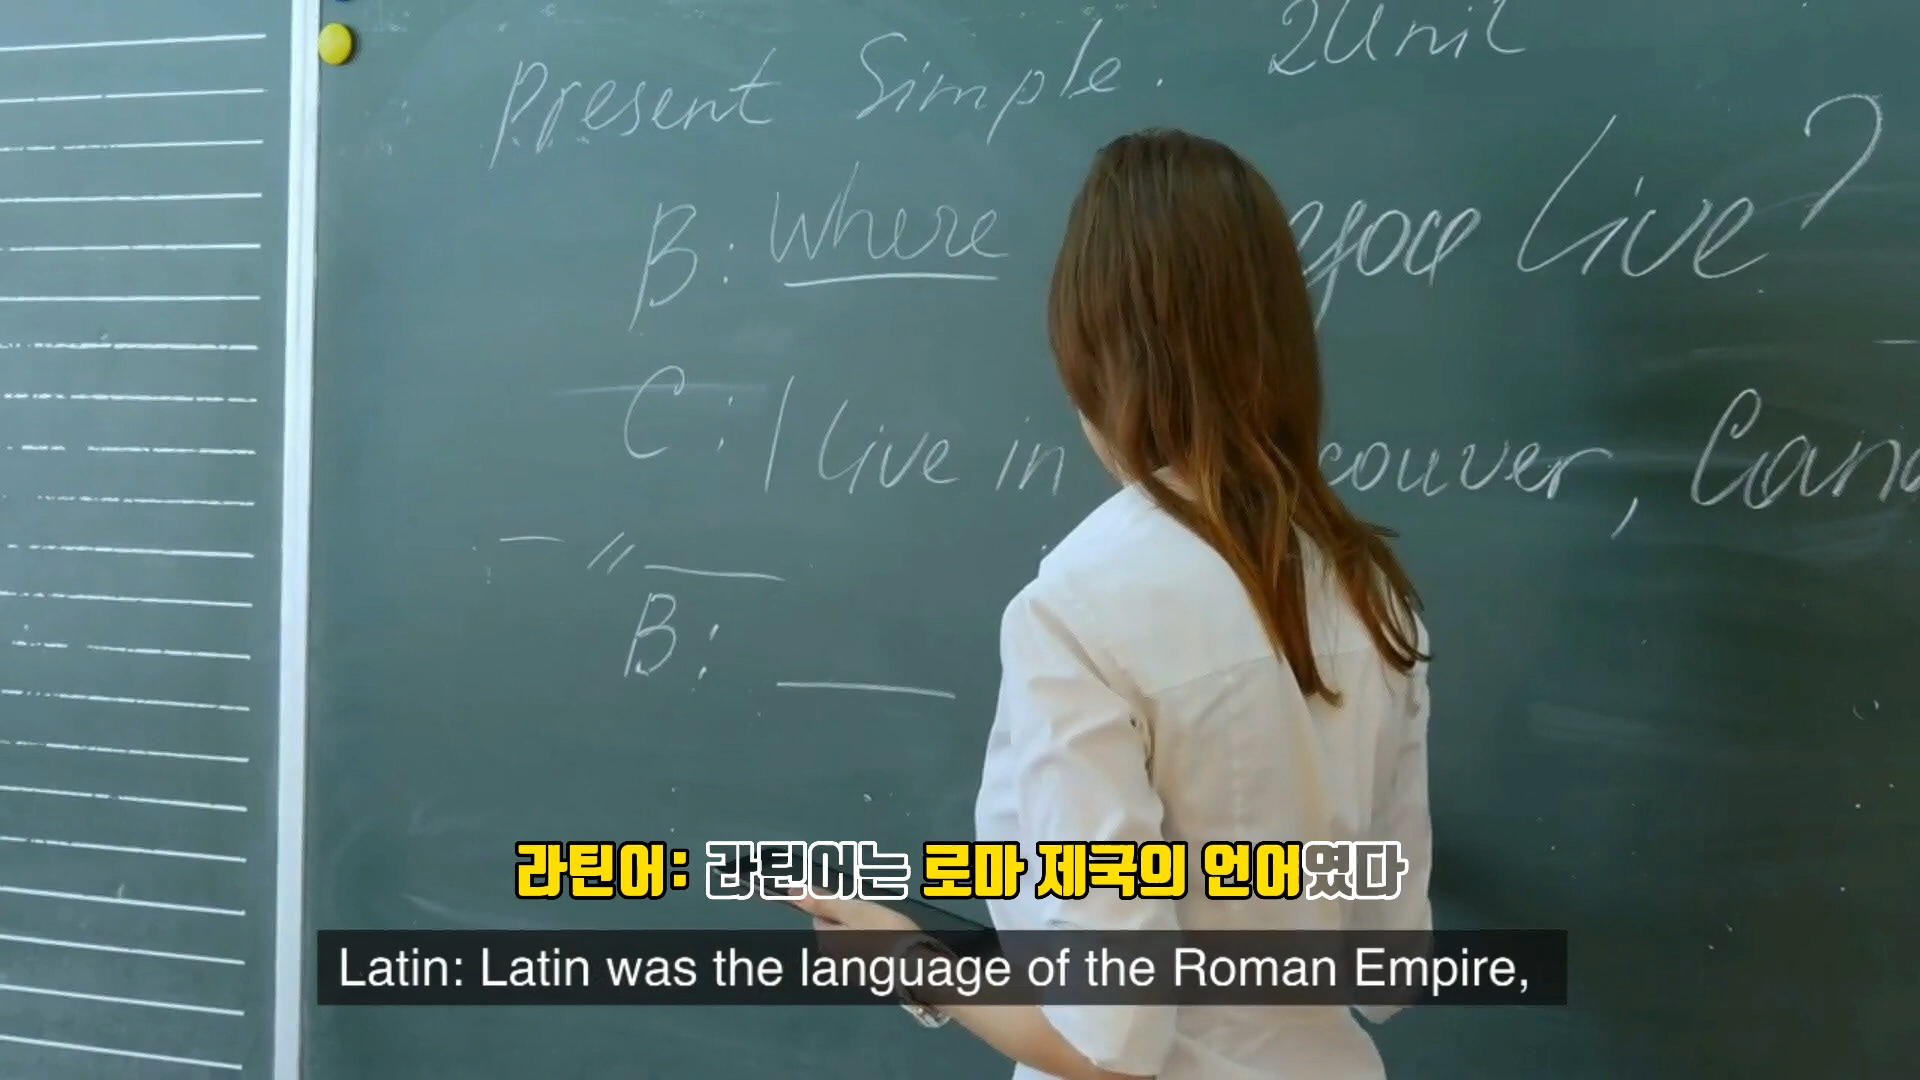 Present Simple. 2Unit
B: Where you live?
C: I live in couver, Cana
B:
라틴어: 라틴어는 로마 제국의 언어였다
Latin: Latin was the language of the Roman Empire,